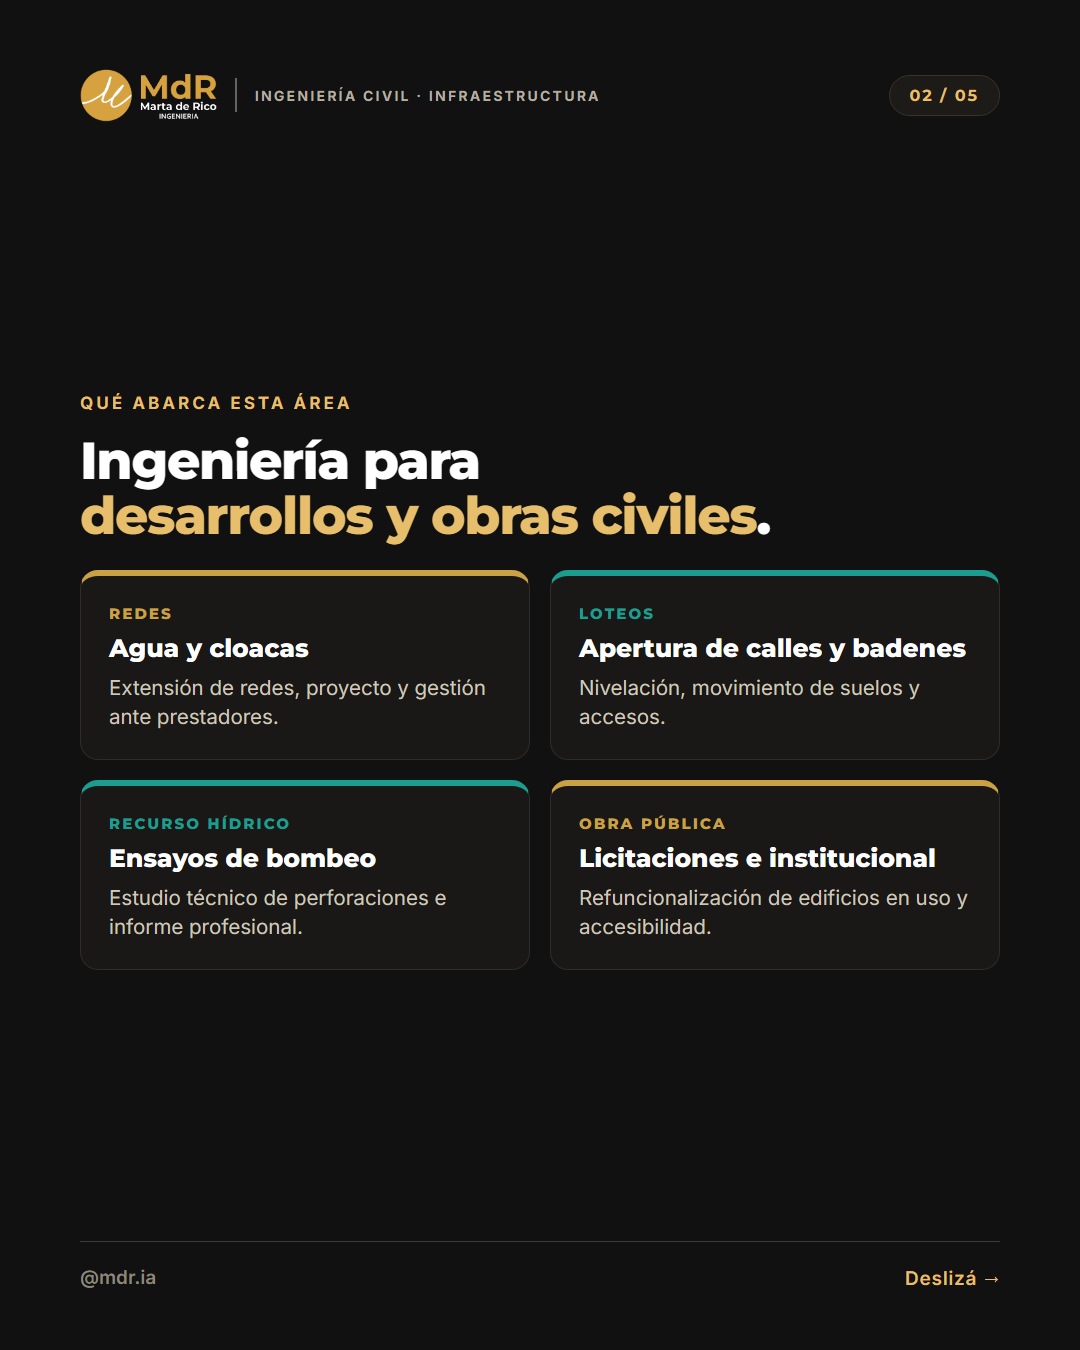 MdR
Marta de Rico
INGENIERIA
INGENIERÍA CIVIL · INFRAESTRUCTURA
02 / 05
QUÉ ABARCA ESTA ÁREA
Ingeniería para
desarrollos y obras civiles.
REDES
Agua y cloacas
Extensión de redes, proyecto y gestión
ante prestadores.
LOTEOS
Apertura de calles y badenes
Nivelación, movimiento de suelos y
accesos.
RECURSO HÍDRICO
Ensayos de bombeo
Estudio técnico de perforaciones e
informe profesional.
OBRA PÚBLICA
Licitaciones e institucional
Refuncionalización de edificios en uso y
accesibilidad.
@mdr.ia
Deslizá →